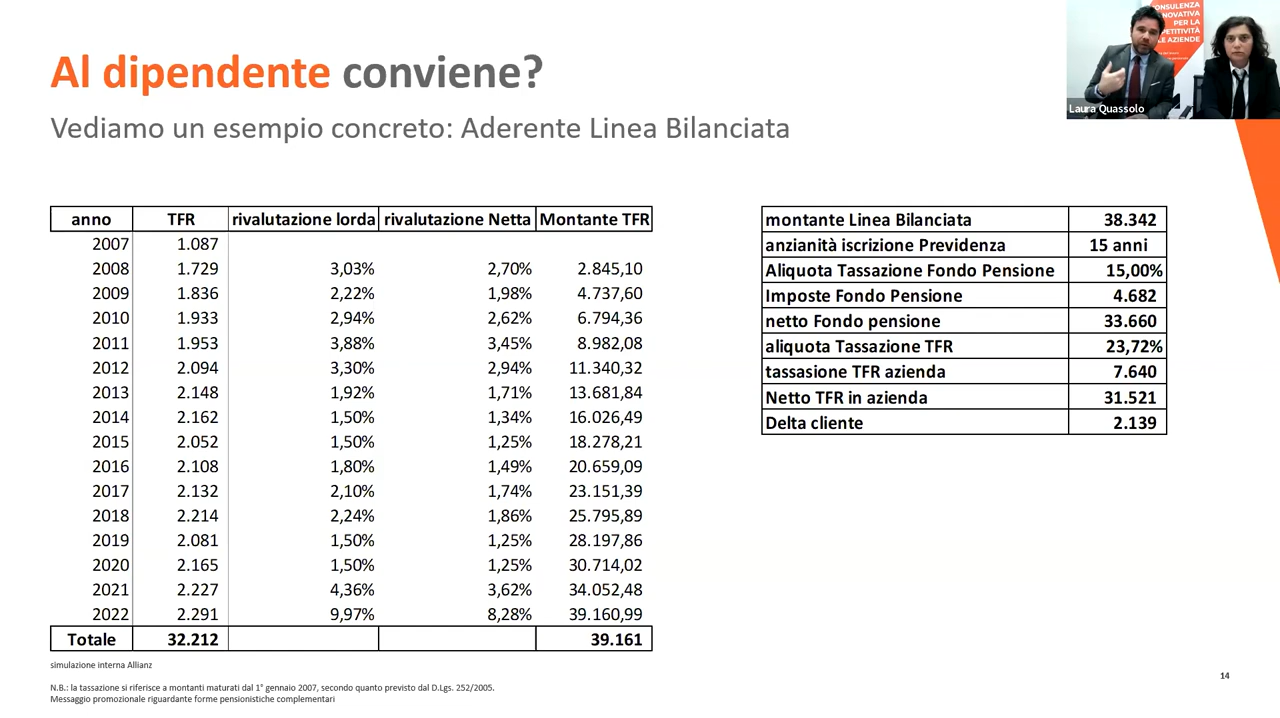 Al dipendente conviene?
Vediamo un esempio concreto: Aderente Linea Bilanciata
ONSULENZA
NOVATIVA
PER LA
PETITIVITÀ
LE AZIENDE
Laura Quassolo
anno TFR rivalutazione lorda rivalutazione Netta Montante TFR
2007 1.087
2008 1.729 3,03% 2,70% 2.845,10
2009 1.836 2,22% 1,98% 4.737,60
2010 1.933 2,94% 2,62% 6.794,36
2011 1.953 3,88% 3,45% 8.982,08
2012 2.094 3,30% 2,94% 11.340,32
2013 2.148 1,92% 1,71% 13.681,84
2014 2.162 1,50% 1,34% 16.026,49
2015 2.052 1,50% 1,25% 18.278,21
2016 2.108 1,80% 1,49% 20.659,09
2017 2.132 2,10% 1,74% 23.151,39
2018 2.214 2,24% 1,86% 25.795,89
2019 2.081 1,50% 1,25% 28.197,86
2020 2.165 1,50% 1,25% 30.714,02
2021 2.227 4,36% 3,62% 34.052,48
2022 2.291 9,97% 8,28% 39.160,99
Totale 32.212 39.161
montante Linea Bilanciata 38.342
anzianità iscrizione Previdenza 15 anni
Aliquota Tassazione Fondo Pensione 15,00%
Imposte Fondo Pensione 4.682
netto Fondo pensione 33.660
aliquota Tassazione TFR 23,72%
tassasione TFR azienda 7.640
Netto TFR in azienda 31.521
Delta cliente 2.139
simulazione interna Allianz
N.B.: la tassazione si riferisce a montanti maturati dal 1° gennaio 2007, secondo quanto previsto dal D.Lgs. 252/2005.
Messaggio promozionale riguardante forme pensionistiche complementari
14